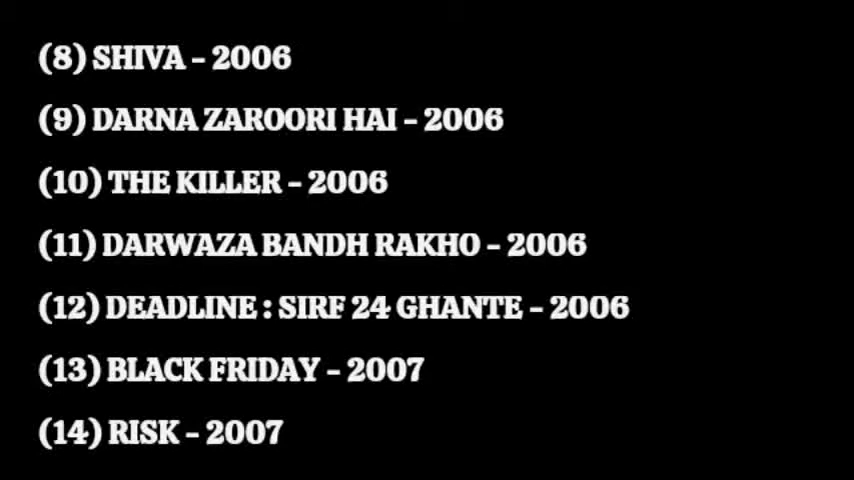 (8) SHIVA - 2006
(9) DARNA ZAROORI HAI - 2006
(10) THE KILLER - 2006
(11) DARWAZA BANDH RAKHO - 2006
(12) DEADLINE : SIRF 24 GHANTE - 2006
(13) BLACK FRIDAY - 2007
(14) RISK - 2007